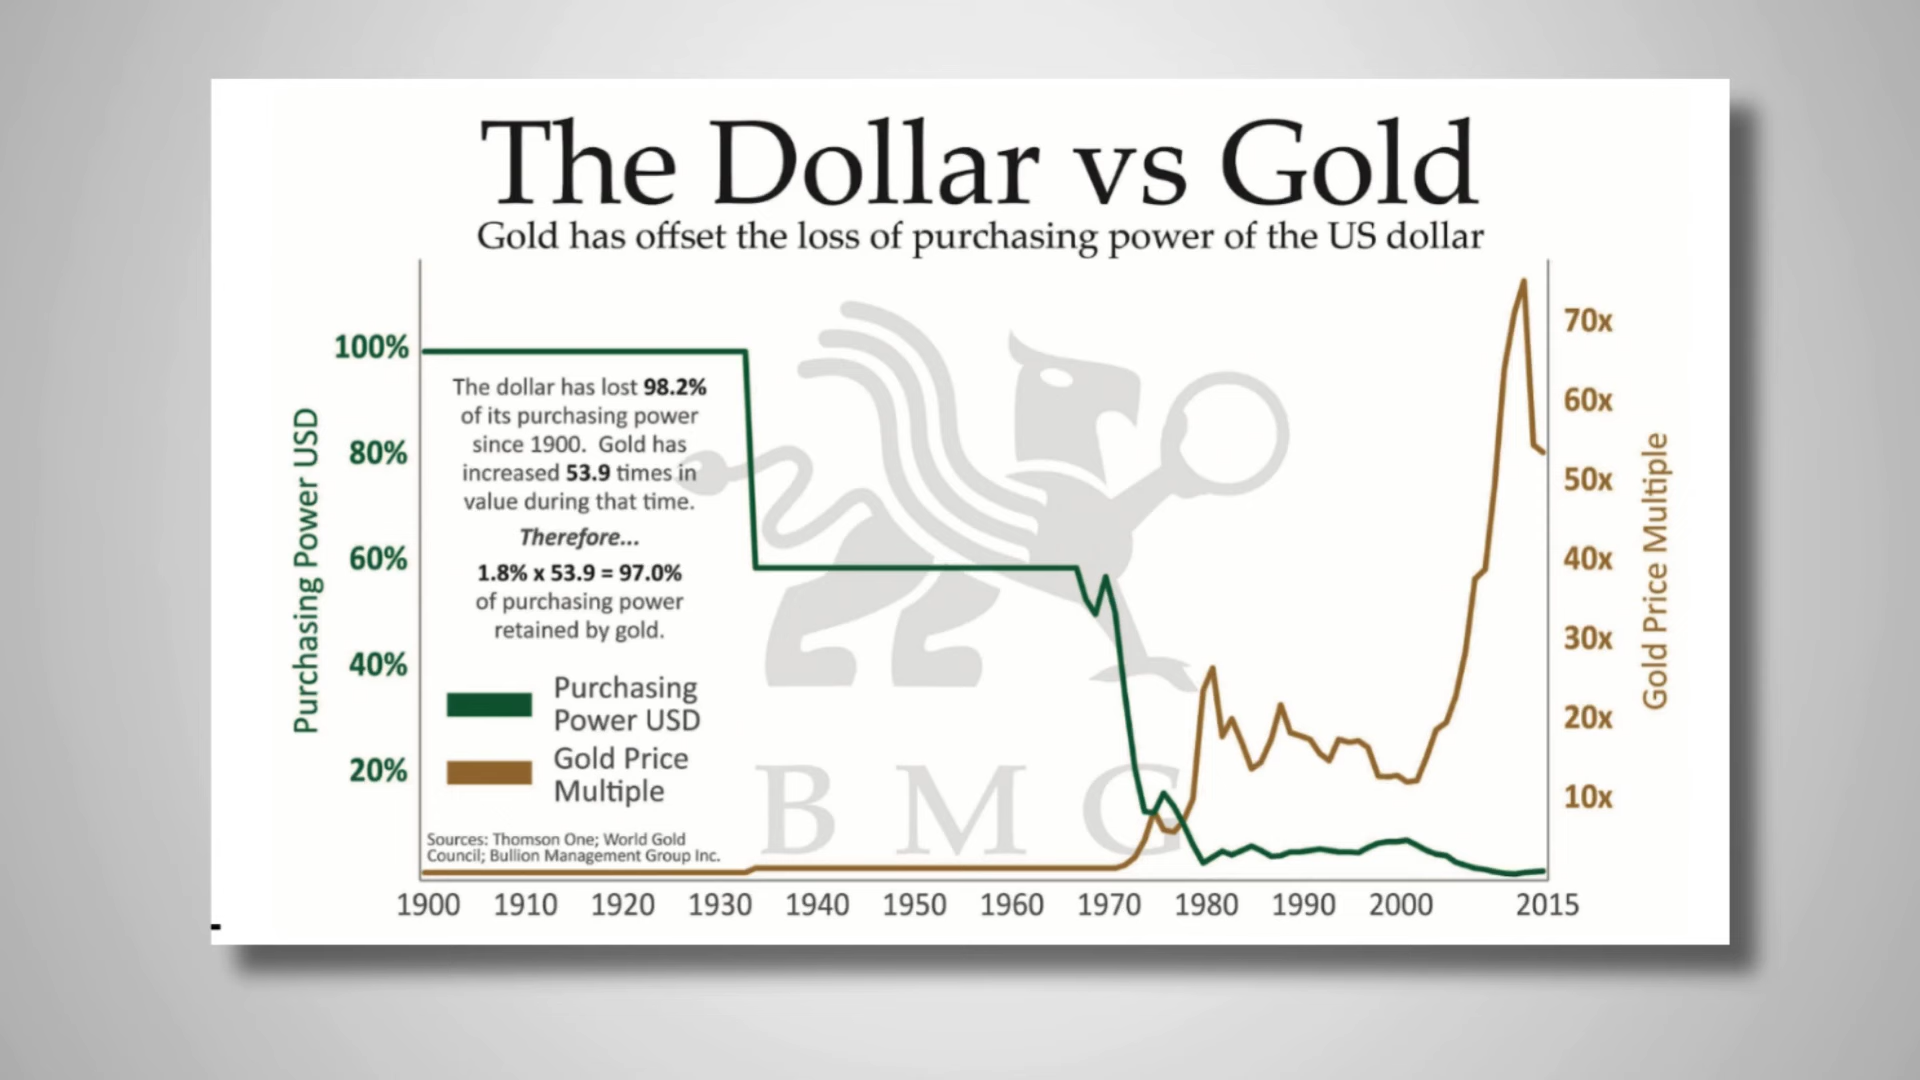 The Dollar vs Gold
Gold has offset the loss of purchasing power of the US dollar
Purchasing Power USD
100%
80%
60%
40%
20%
The dollar has lost 98.2%
of its purchasing power
since 1900. Gold has
increased 53.9 times in
value during that time.
Therefore...
1.8% x 53.9 = 97.0%
of purchasing power
retained by gold.
Purchasing
Power USD
Gold Price
Multiple
Sources: Thomson One; World Gold
Council; Bullion Management Group Inc.
BMG
70x
60x
50x
40x
30x
20x
10x
Gold Price Multiple
1900 1910 1920 1930 1940 1950 1960 1970 1980 1990 2000 2015